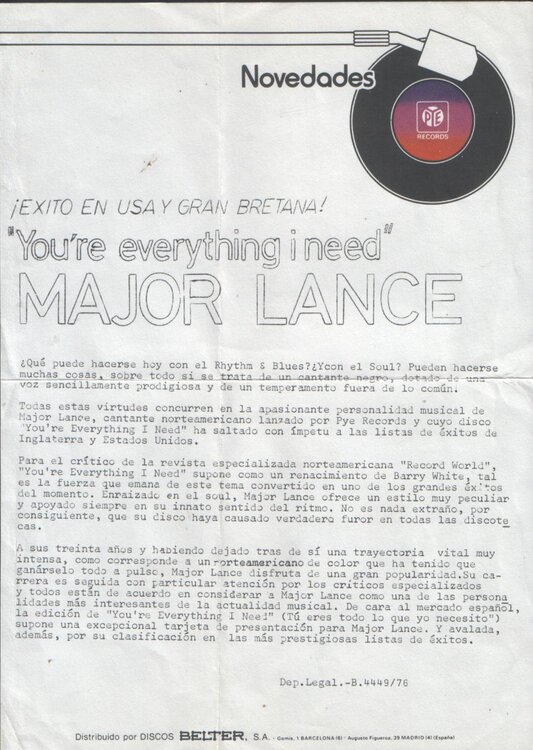 Novedades
PYE
RECORDS
¡EXITO EN USA Y GRAN BRETANA!
"You're everything i need"
MAJOR LANCE
¿Qué puede hacerse hoy con el Rhythm & Blues?¿Ycon el Soul? Pueden hacerse
muchas cosas, sobre todo si se trata de un cantante negro, dotado de una
voz sencillamente prodigiosa y de un temperamento fuera de lo común.
Todas estas virtudes concurren en la apasionante personalidad musical de
Major Lance, cantante norteamericano lanzado por Pye Records y cuyo disco
"You're Everything I Need" ha saltado con ímpetu a las listas de éxitos de
Inglaterra y Estados Unidos.
Para el crítico de la revista especializada norteamericana "Record World",
"You're Everything I Need" supone como un renacimiento de Barry White, tal
es la fuerza que emana de este tema convertido en uno de los grandes éxitos
del momento. Enraizado en el soul, Major Lance ofrece un estilo muy peculiar
y apoyado siempre en su innato sentido del ritmo. No es nada extraño, por
consiguiente, que su disco haya causado verdadero furor en todas las discote
cas.
A sus treinta años y habiendo dejado tras de sí una trayectoria vital muy
intensa, como corresponde a un norteamericano de color que ha tenido que
ganárselo todo a pulso, Major Lance disfruta de una gran popularidad.Su ca-
rrera es seguida con particular atención por los críticos especializados
y todos están de acuerdo en considerar a Major Lance como una de las persona
lidades más interesantes de la actualidad musical. De cara al mercado español,
la edición de "You're Everything I Need" (Tú eres todo lo que yo necesito")
supone una excepcional tarjeta de presentación para Major Lance. Y avalada,
además, por su clasificación en las más prestigiosas listas de éxitos.
Dep.Legal.-B.4449/76
Distribuido por DISCOS BELTER, S.A. - Gomis, 1 BARCELONA (6) - Augusto Figueroa, 39 MADRID (4) (España)